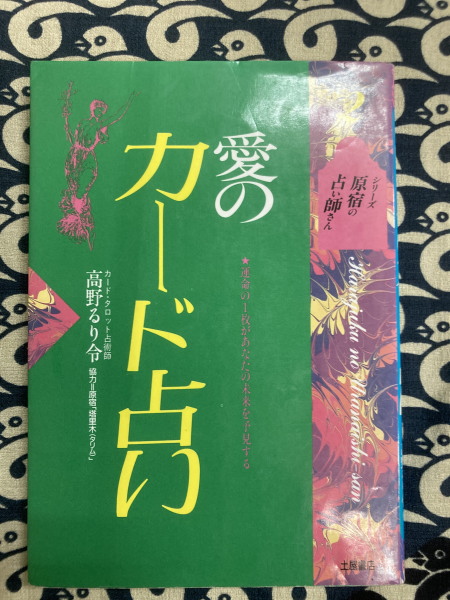 シリーズ
原宿の
占い師さん
Harajuku no Uranaishi-san
愛の
カード占い
★運命の1枚があなたの未来を予見する
カード・タロット占術師
高野るり令
協力=原宿「塔里木(タリム)」
土屋書店